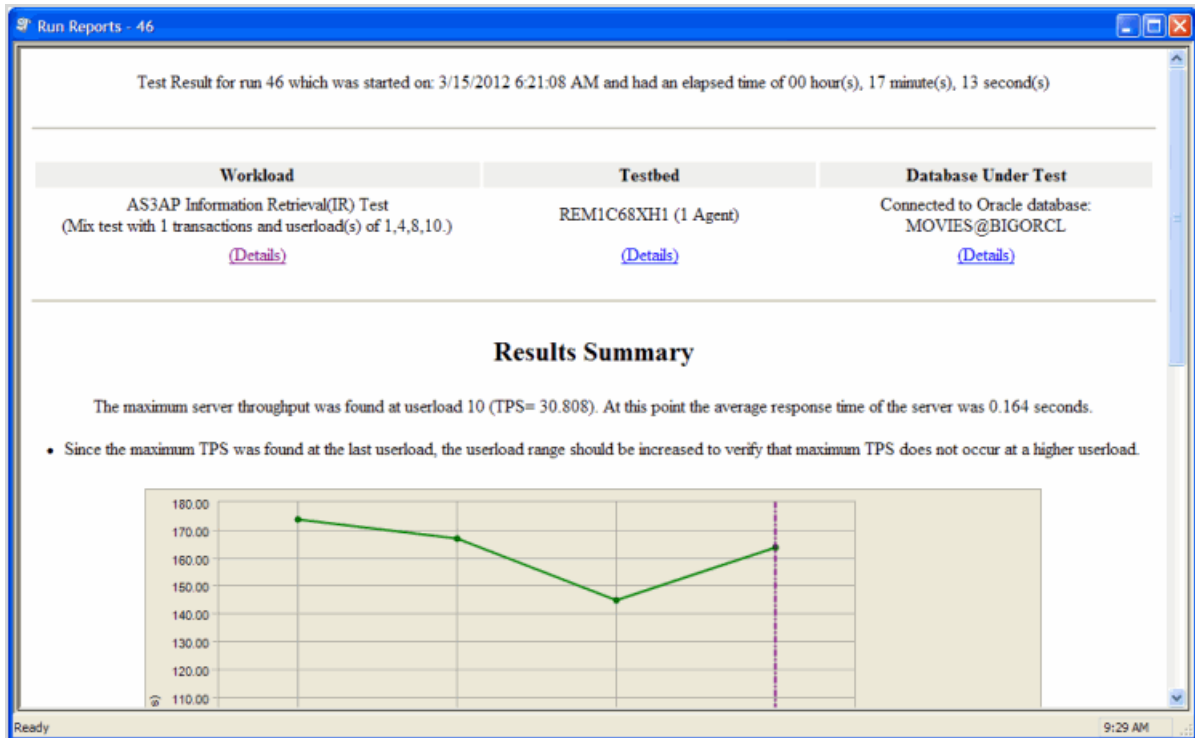 Run Reports - 46
Test Result for run 46 which was started on: 3/15/2012 6:21:08 AM and had an elapsed time of 00 hour(s), 17 minute(s), 13 second(s)
Workload
Testbed
Database Under Test
AS3AP Information Retrieval(IR) Test
(Mix test with 1 transactions and userload(s) of 1,4,8,10.)
(Details)
REM1C68XH1 (1 Agent)
(Details)
Connected to Oracle database:
MOVIES@BIGORCL
(Details)
Results Summary
The maximum server throughput was found at userload 10 (TPS= 30.808). At this point the average response time of the server was 0.164 seconds.
• Since the maximum TPS was found at the last userload, the userload range should be increased to verify that maximum TPS does not occur at a higher userload.
180.00
170.00
160.00
150.00
140.00
130.00
120.00
110.00
Ready
9:29 AM